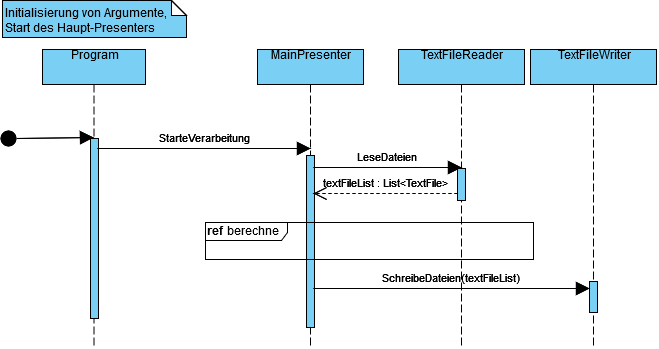 Initialisierung von Argumente,
Start des Haupt-Presenters
Program
MainPresenter
TextFileReader
TextFileWriter
StarteVerarbeitung
LeseDateien
textFileList : List<TextFile>
ref berechne
SchreibeDateien(textFileList)